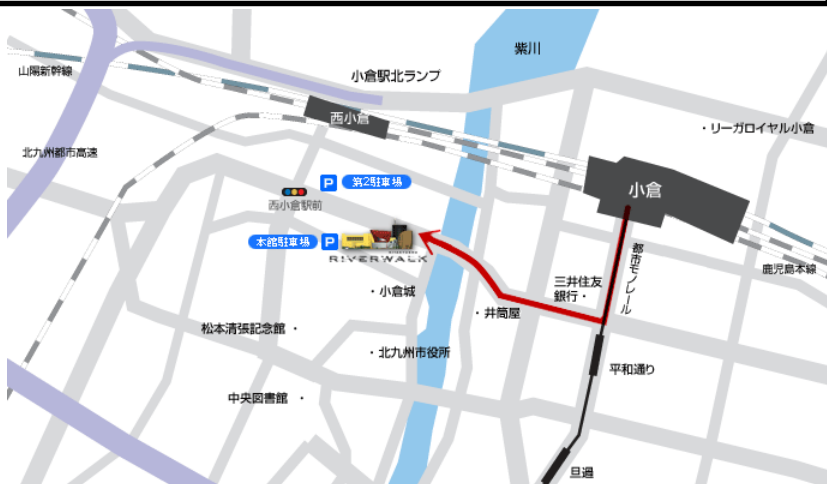 紫川
山陽新幹線
小倉駅北ランプ
西小倉
・リーガロイヤル小倉
北九州都市高速
小倉
P 第2駐車場
西小倉駅前
本館駐車場 P
RIVERWALK
都市モノレール
鹿児島本線
三井住友
銀行・
・小倉城
・井筒屋
松本清張記念館・
・北九州市役所
平和通り
中央図書館・
旦過